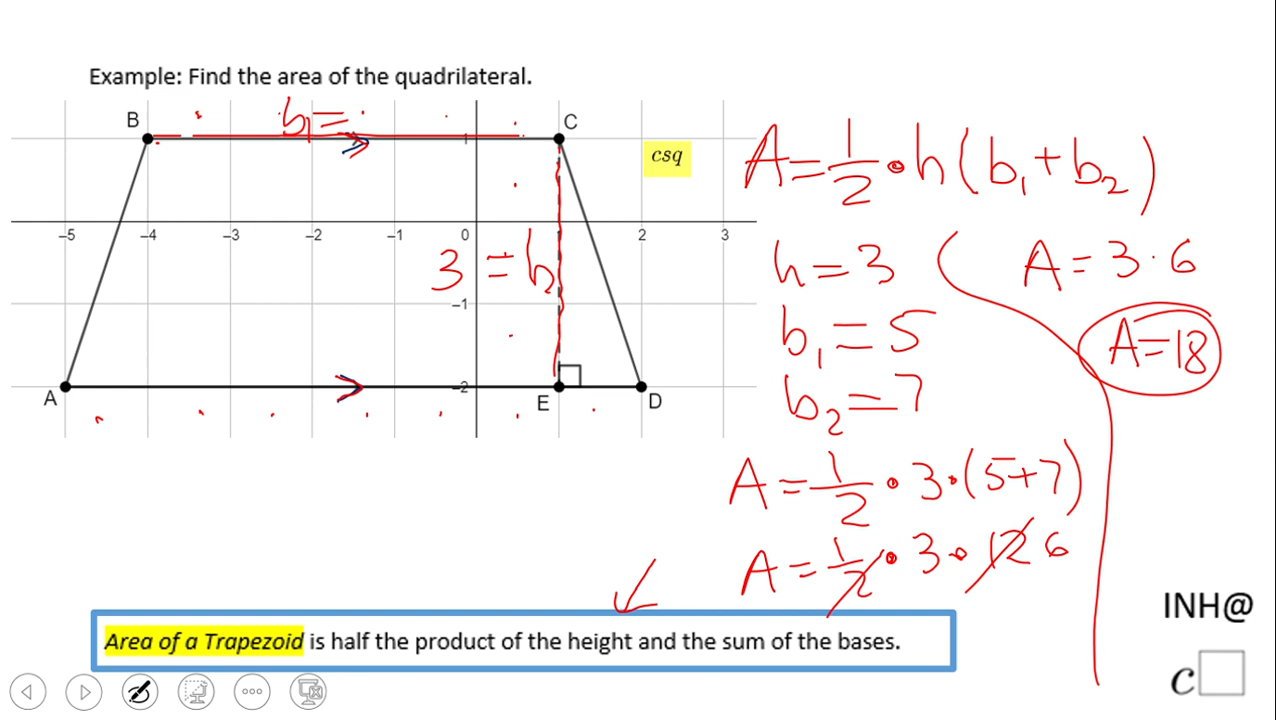 Example: Find the area of the quadrilateral.
B
b₁=
C
csq
A=1/2•h(b₁+b₂)
1
-5 -4 -3 -2 -1 0 2 3
3=h
-1
h=3
A=3·6
b₁=5
A=18
b₂=7
-2
A
E
D
A=1/2•3•(5+7)
A=1/2•3•12 6
INH@
Area of a Trapezoid is half the product of the height and the sum of the bases.
c